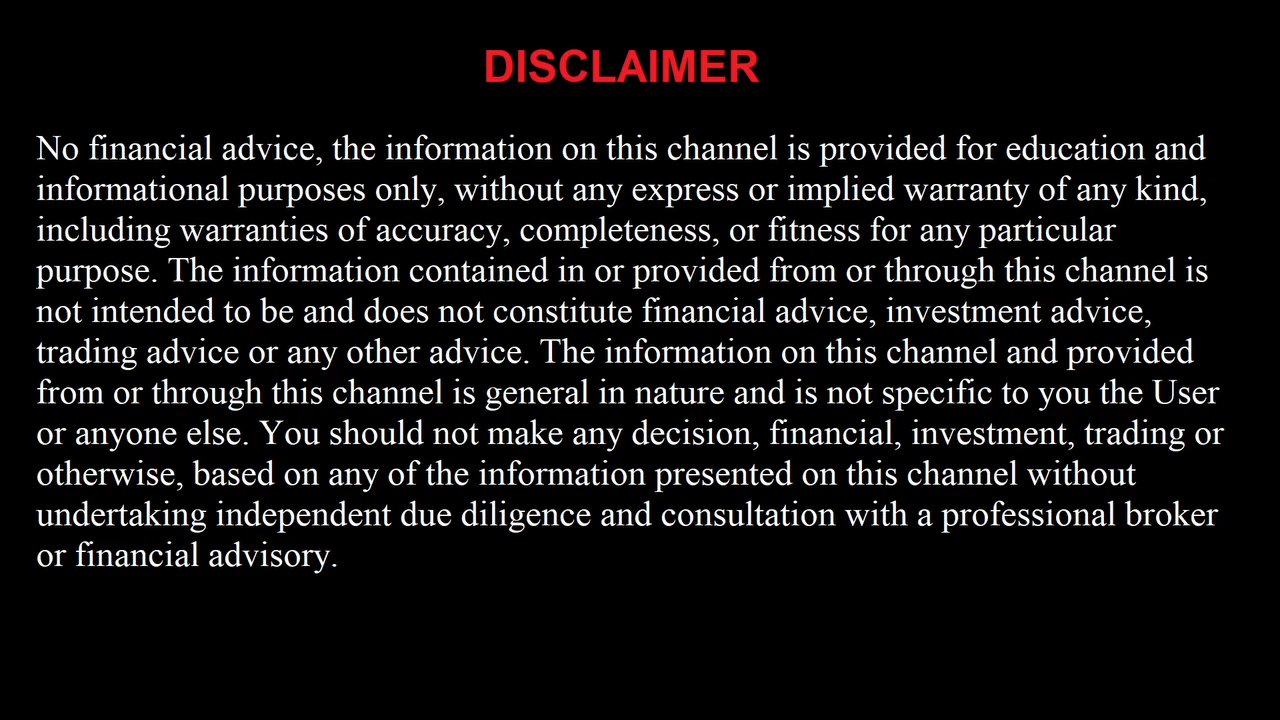 DISCLAIMER
No financial advice, the information on this channel is provided for education and
informational purposes only, without any express or implied warranty of any kind,
including warranties of accuracy, completeness, or fitness for any particular
purpose. The information contained in or provided from or through this channel is
not intended to be and does not constitute financial advice, investment advice,
trading advice or any other advice. The information on this channel and provided
from or through this channel is general in nature and is not specific to you the User
or anyone else. You should not make any decision, financial, investment, trading or
otherwise, based on any of the information presented on this channel without
undertaking independent due diligence and consultation with a professional broker
or financial advisory.